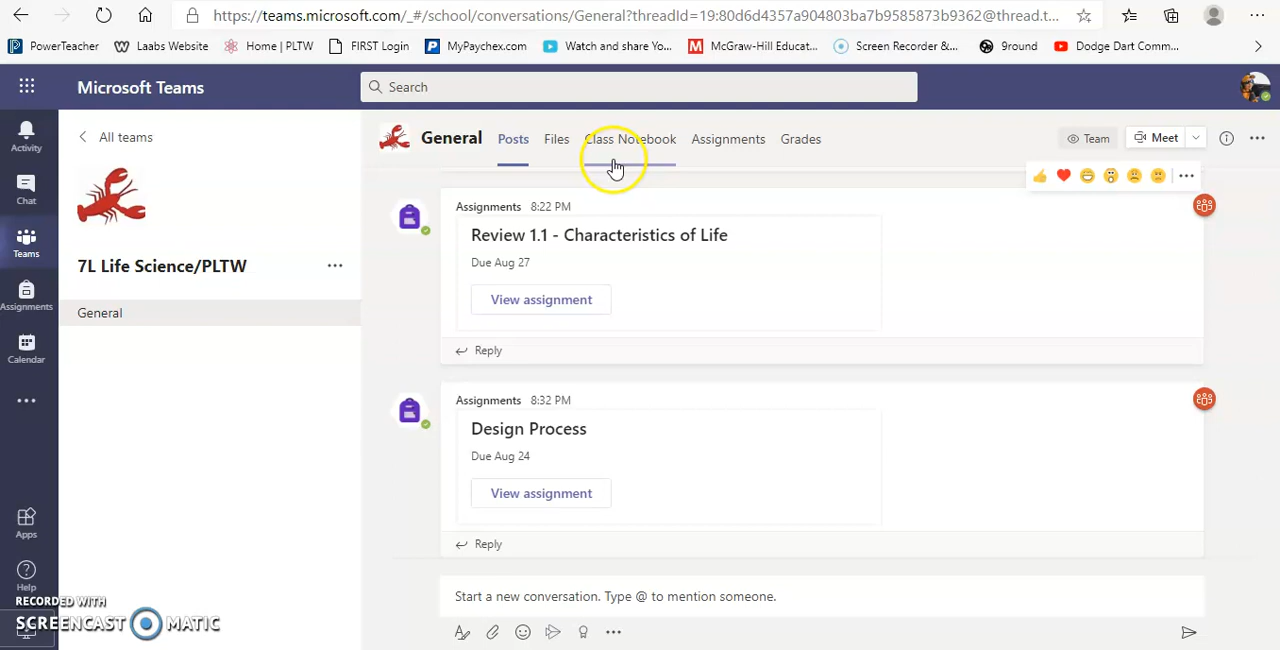 https://teams.microsoft.com/_#/school/conversations/General?threadId=19:80d6d4357a904803ba7b9585873b9362@thread.t...
PowerTeacher Laabs Website Home | PLTW FIRST Login MyPaychex.com Watch and share Yo... McGraw-Hill Educat... Screen Recorder &... 9round Dodge Dart Comm...
Microsoft Teams
Search
Activity
Chat
Teams
Assignments
Calendar
Apps
Help
All teams
7L Life Science/PLTW
General
General Posts Files Class Notebook Assignments Grades Team Meet
Assignments 8:22 PM
Review 1.1 - Characteristics of Life
Due Aug 27
View assignment
Reply
Assignments 8:32 PM
Design Process
Due Aug 24
View assignment
Reply
Start a new conversation. Type @ to mention someone.
RECORDED WITH
SCREENCAST MATIC